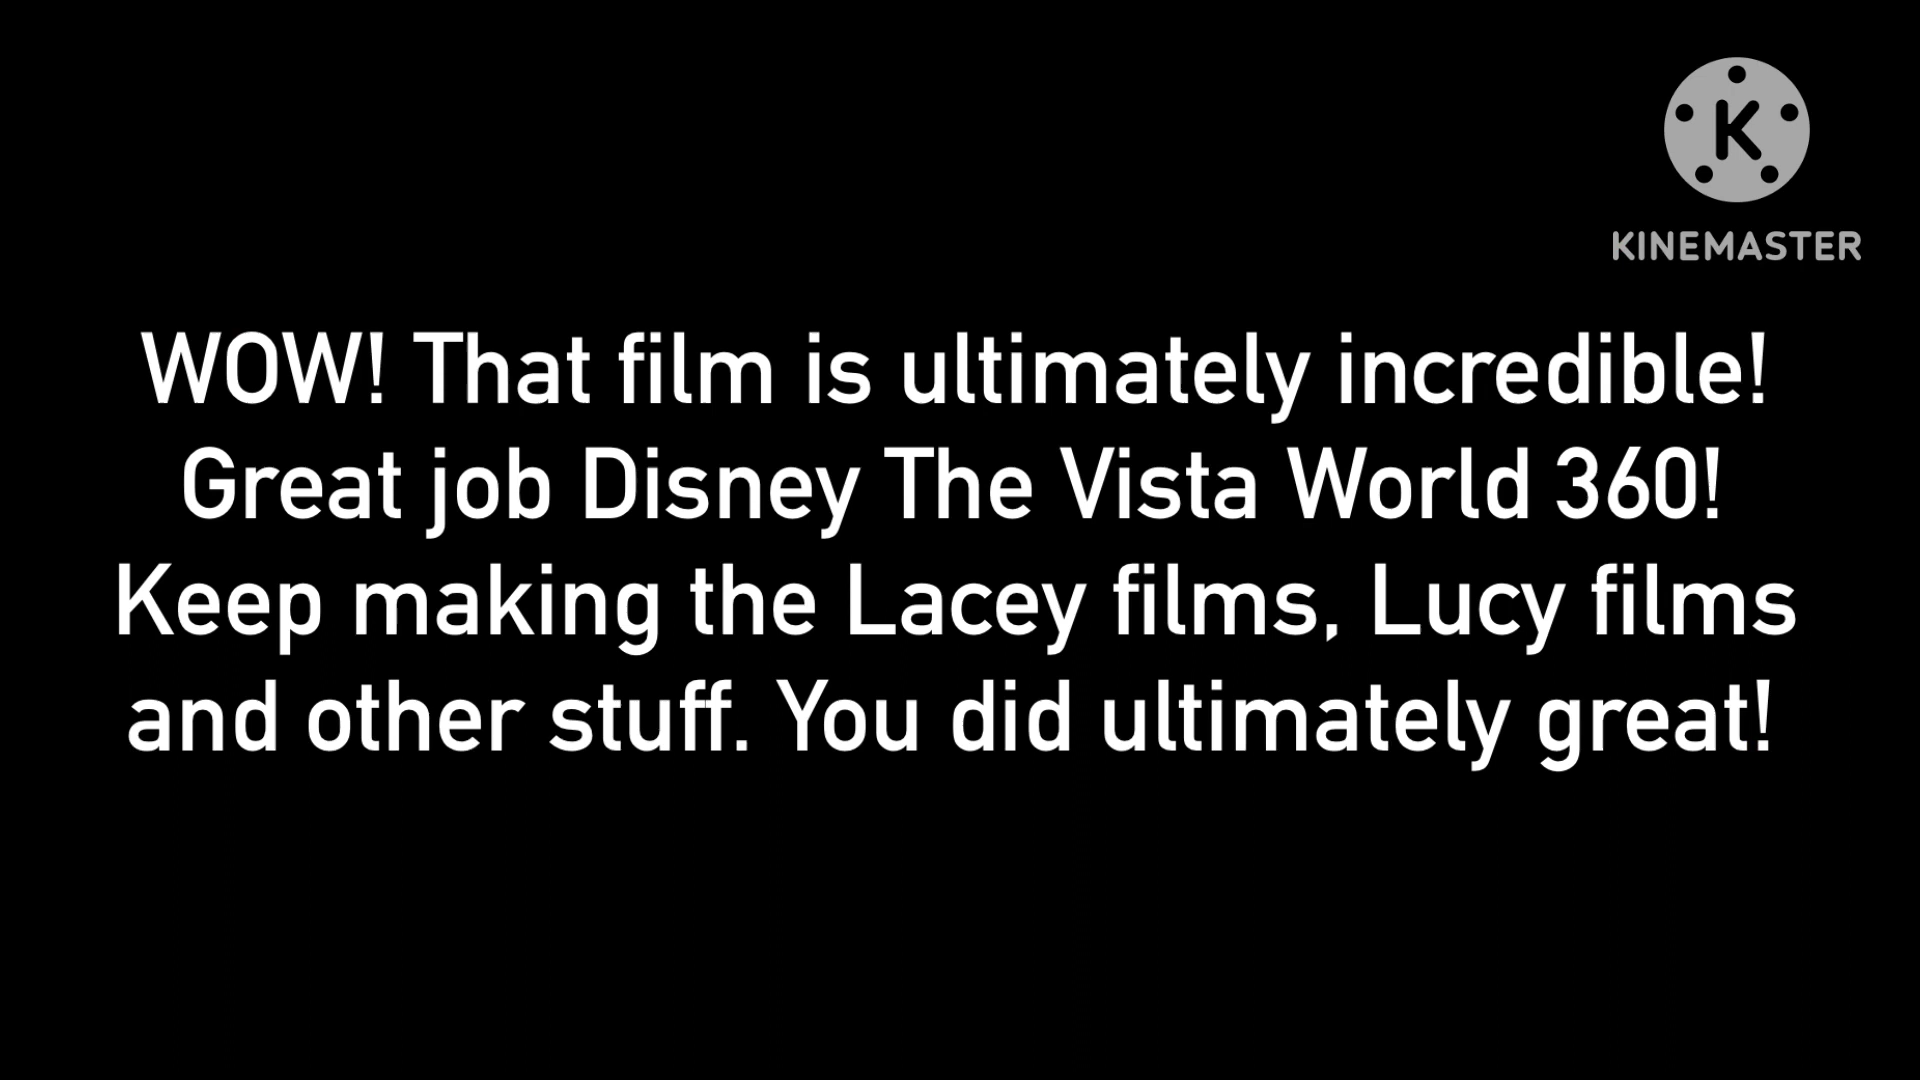 K
KINEMASTER
WOW! That film is ultimately incredible!
Great job Disney The Vista World 360!
Keep making the Lacey films, Lucy films
and other stuff. You did ultimately great!